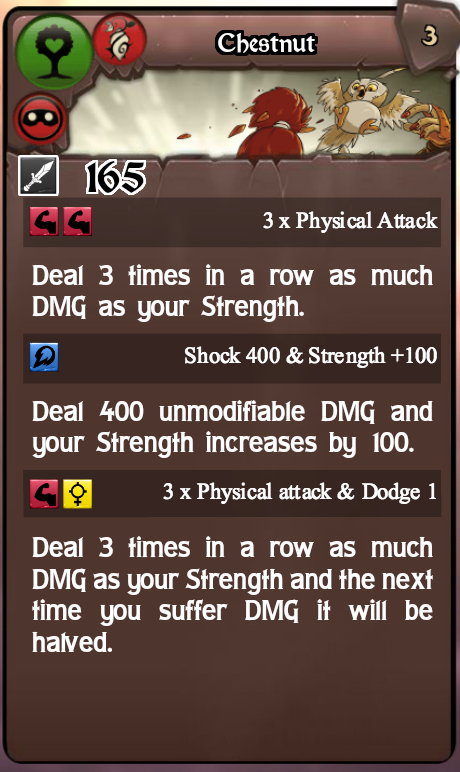 Chestnut
3
165
3 x Physical Attack
Deal 3 times in a row as much
DMG as your Strength.
Shock 400 & Strength +100
Deal 400 unmodifiable DMG and
your Strength increases by 100.
3 x Physical attack & Dodge 1
Deal 3 times in a row as much
DMG as your Strength and the next
time you suffer DMG it will be
halved.